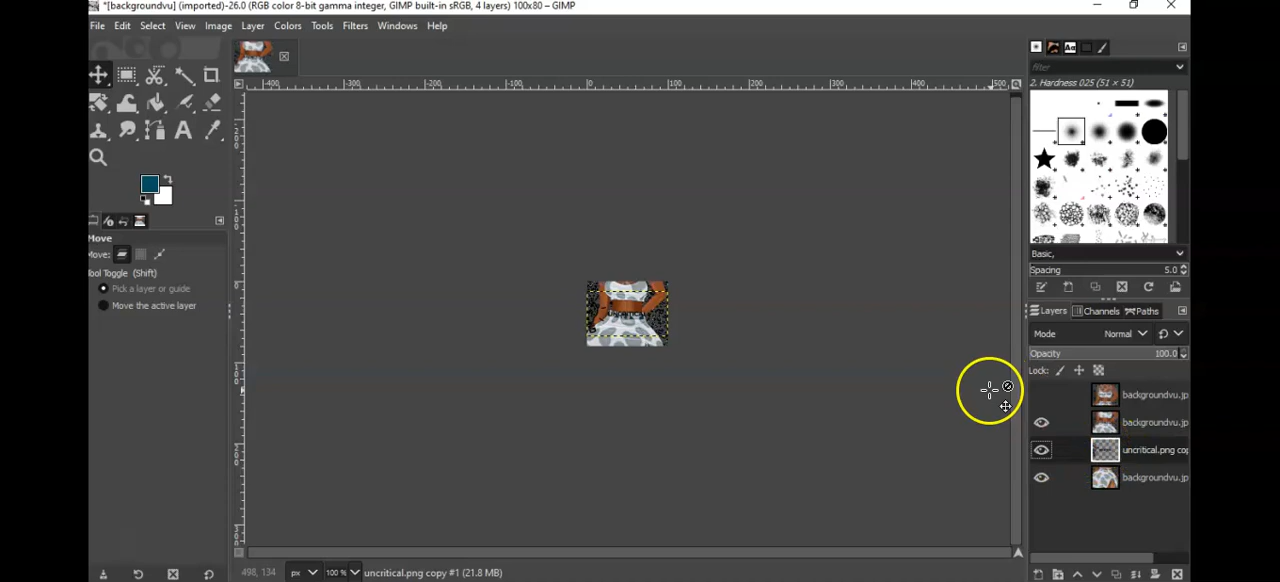 *[backgroundvu] (imported)-26.0 (RGB color 8-bit gamma integer, GIMP built-in sRGB, 4 layers) 100x80 – GIMP
File Edit Select View Image Layer Colors Tools Filters Windows Help
filter
2. Hardness 025 (51 × 51)
-400 -300 -200 -100 0 100 200 300 400 500
Move
Move:
ool Toggle (Shift)
Pick a layer or guide
Move the active layer
Basic,
Spacing 5.0
Layers Channels Paths
Mode Normal
Opacity 100.0
Lock:
backgroundvu.jp
backgroundvu.jp
uncritical.png cop
backgroundvu.jp
498, 134 px 100 % uncritical.png copy #1 (21.8 MB)